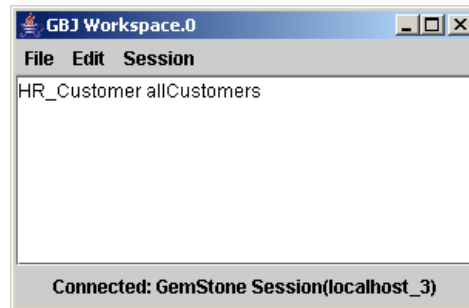 GBJ Workspace.0
File Edit Session
HR_Customer allCustomers
Connected: GemStone Session(localhost_3)